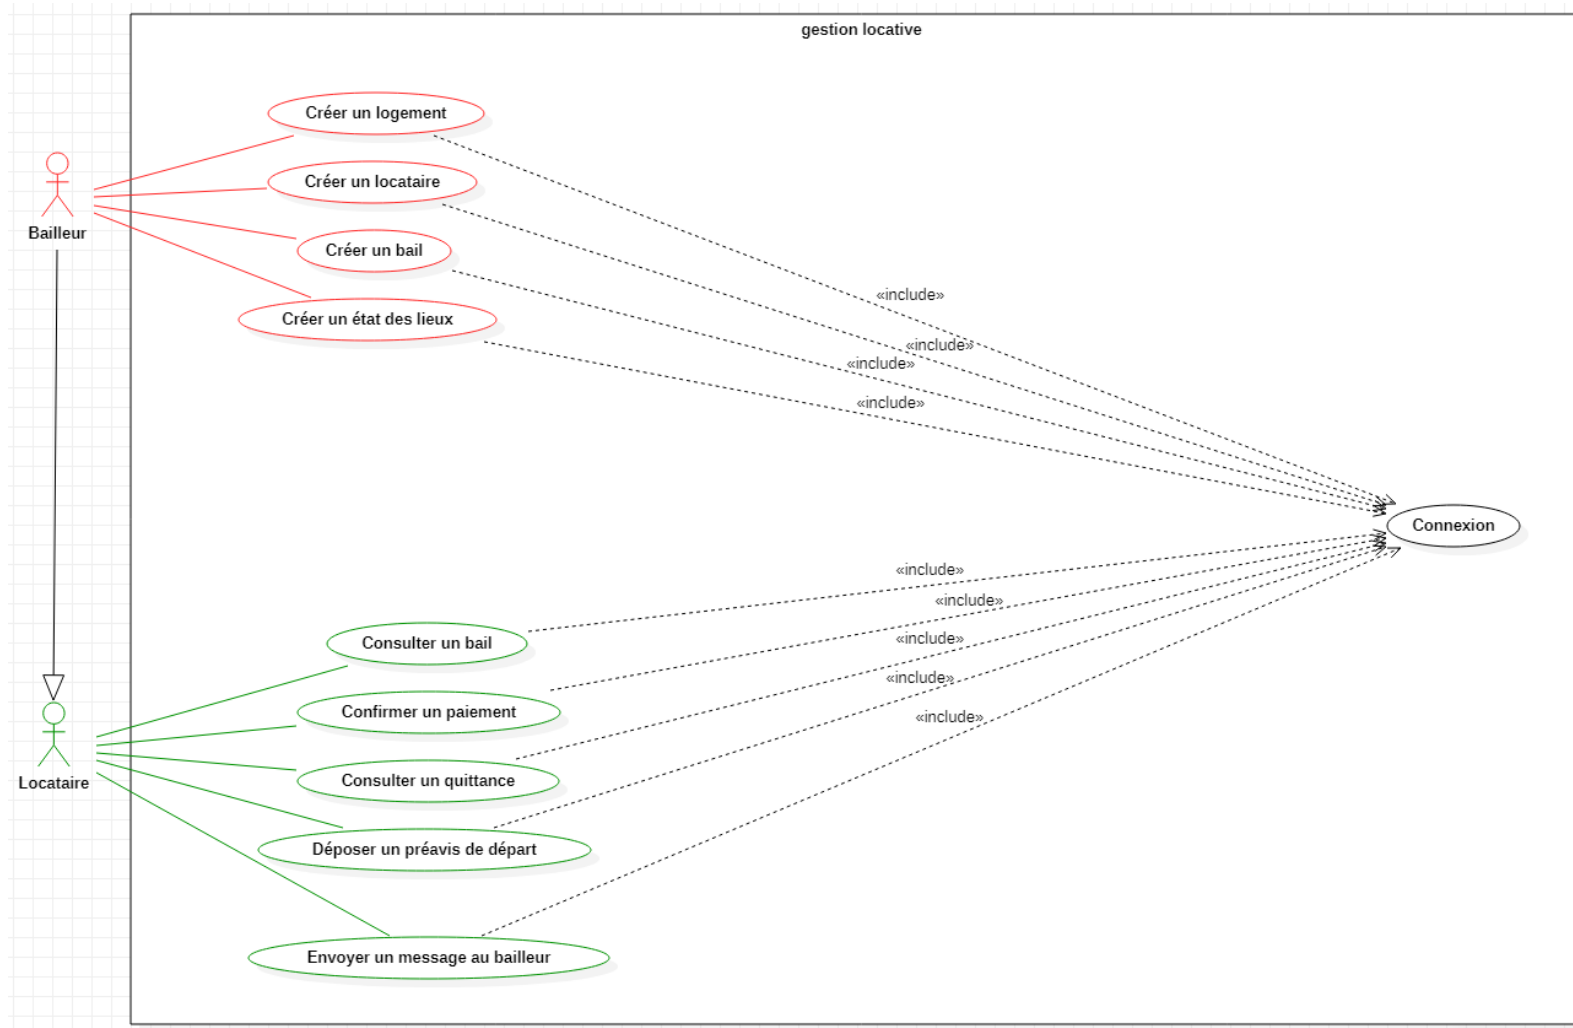 gestion locative
Créer un logement
Créer un locataire
Bailleur
Créer un bail
«include»
Créer un état des lieux
«include»
«include»
«include»
Connexion
«include»
«include»
Consulter un bail
«include»
«include»
Confirmer un paiement
«include»
Locataire
Consulter un quittance
Déposer un préavis de départ
Envoyer un message au bailleur